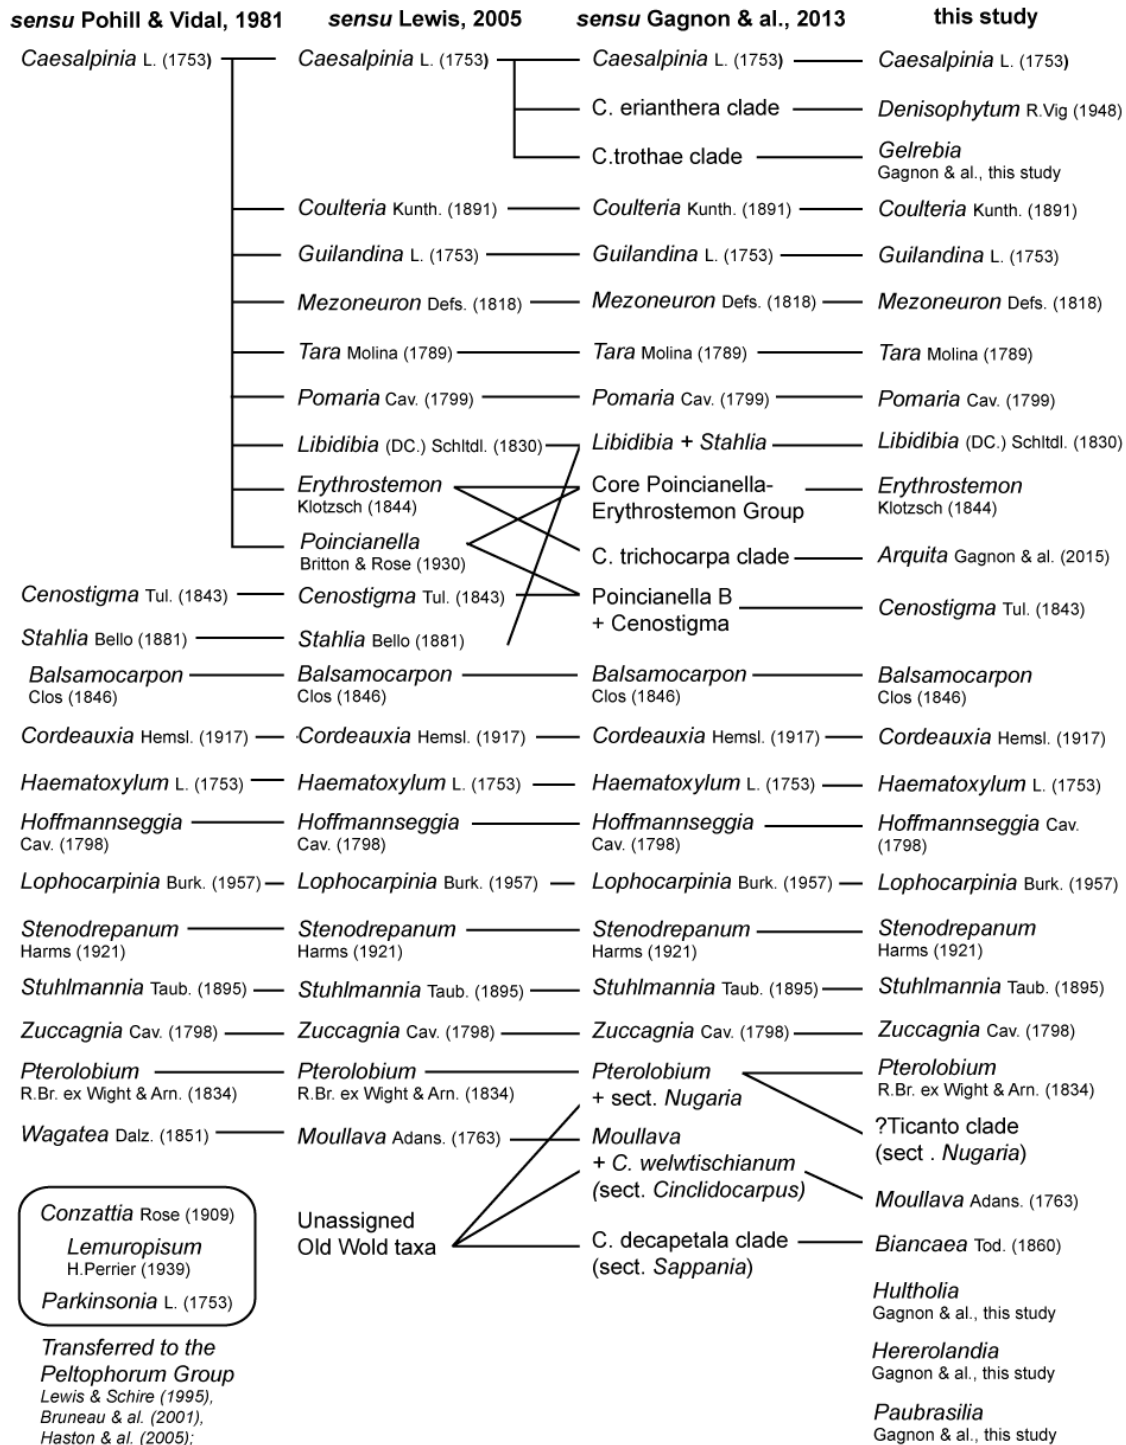 sensu Pohill & Vidal, 1981
sensu Lewis, 2005
sensu Gagnon & al., 2013
this study
Caesalpinia L. (1753)
Caesalpinia L. (1753)
Caesalpinia L. (1753)
Caesalpinia L. (1753)
C. erianthera clade
Denisophytum R.Vig (1948)
C.trothae clade
Gelrebia
Gagnon & al., this study
Coulteria Kunth. (1891)
Coulteria Kunth. (1891)
Coulteria Kunth. (1891)
Guilandina L. (1753)
Guilandina L. (1753)
Guilandina L. (1753)
Mezoneuron Defs. (1818)
Mezoneuron Defs. (1818)
Mezoneuron Defs. (1818)
Tara Molina (1789)
Tara Molina (1789)
Tara Molina (1789)
Pomaria Cav. (1799)
Pomaria Cav. (1799)
Pomaria Cav. (1799)
Libidibia (DC.) Schltdl. (1830)
Libidibia + Stahlia
Libidibia (DC.) Schltdl. (1830)
Erythrostemon
Klotzsch (1844)
Core Poincianella-
Erythrostemon Group
Erythrostemon
Klotzsch (1844)
Poincianella
Britton & Rose (1930)
C. trichocarpa clade
Arquita Gagnon & al. (2015)
Cenostigma Tul. (1843)
Cenostigma Tul. (1843)
Poincianella B
+ Cenostigma
Cenostigma Tul. (1843)
Stahlia Bello (1881)
Stahlia Bello (1881)
Balsamocarpon
Clos (1846)
Balsamocarpon
Clos (1846)
Balsamocarpon
Clos (1846)
Balsamocarpon
Clos (1846)
Cordeauxia Hemsl. (1917)
Cordeauxia Hemsl. (1917)
Cordeauxia Hemsl. (1917)
Cordeauxia Hemsl. (1917)
Haematoxylum L. (1753)
Haematoxylum L. (1753)
Haematoxylum L. (1753)
Haematoxylum L. (1753)
Hoffmannseggia
Cav. (1798)
Hoffmannseggia
Cav. (1798)
Hoffmannseggia
Cav. (1798)
Hoffmannseggia Cav.
(1798)
Lophocarpinia Burk. (1957)
Lophocarpinia Burk. (1957)
Lophocarpinia Burk. (1957)
Lophocarpinia Burk. (1957)
Stenodrepanum
Harms (1921)
Stenodrepanum
Harms (1921)
Stenodrepanum
Harms (1921)
Stenodrepanum
Harms (1921)
Stuhlmannia Taub. (1895)
Stuhlmannia Taub. (1895)
Stuhlmannia Taub. (1895)
Stuhlmannia Taub. (1895)
Zuccagnia Cav. (1798)
Zuccagnia Cav. (1798)
Zuccagnia Cav. (1798)
Zuccagnia Cav. (1798)
Pterolobium
R.Br. ex Wight & Arn. (1834)
Pterolobium
R.Br. ex Wight & Arn. (1834)
Pterolobium
+ sect. Nugaria
Pterolobium
R.Br. ex Wight & Arn. (1834)
?Ticanto clade
(sect . Nugaria)
Wagatea Dalz. (1851)
Moullava Adans. (1763)
Moullava
+ C. welwtischianum
(sect. Cinclidocarpus)
Moullava Adans. (1763)
Conzattia Rose (1909)
Lemuropisum
H.Perrier (1939)
Parkinsonia L. (1753)
Unassigned
Old Wold taxa
C. decapetala clade
(sect. Sappania)
Biancaea Tod. (1860)
Hultholia
Gagnon & al., this study
Transferred to the
Peltophorum Group
Lewis & Schire (1995),
Bruneau & al. (2001),
Haston & al. (2005);
Hererolandia
Gagnon & al., this study
Paubrasilia
Gagnon & al., this study